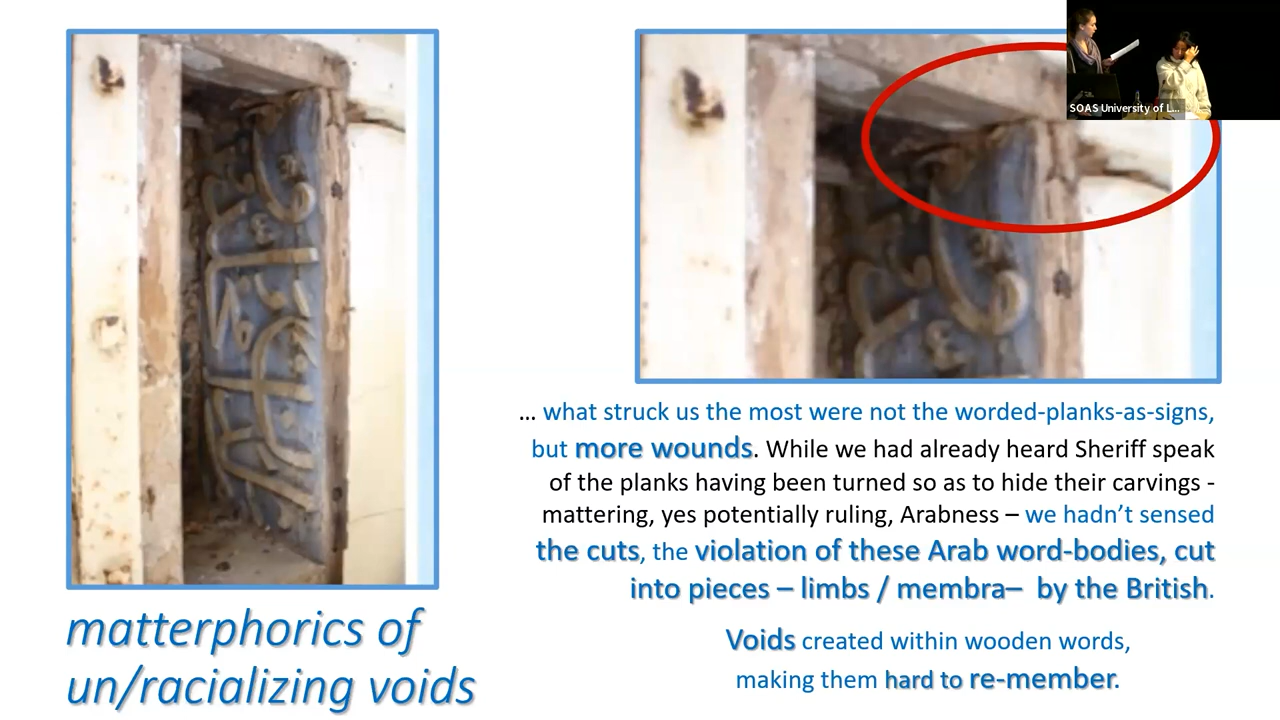 SOAS University of L...
... what struck us the most were not the worded-planks-as-signs,
but more wounds. While we had already heard Sheriff speak
of the planks having been turned so as to hide their carvings -
mattering, yes potentially ruling, Arabness – we hadn’t sensed
the cuts, the violation of these Arab word-bodies, cut
into pieces – limbs / membra– by the British.
Voids created within wooden words,
making them hard to re-member.
matterphorics of
un/racializing voids